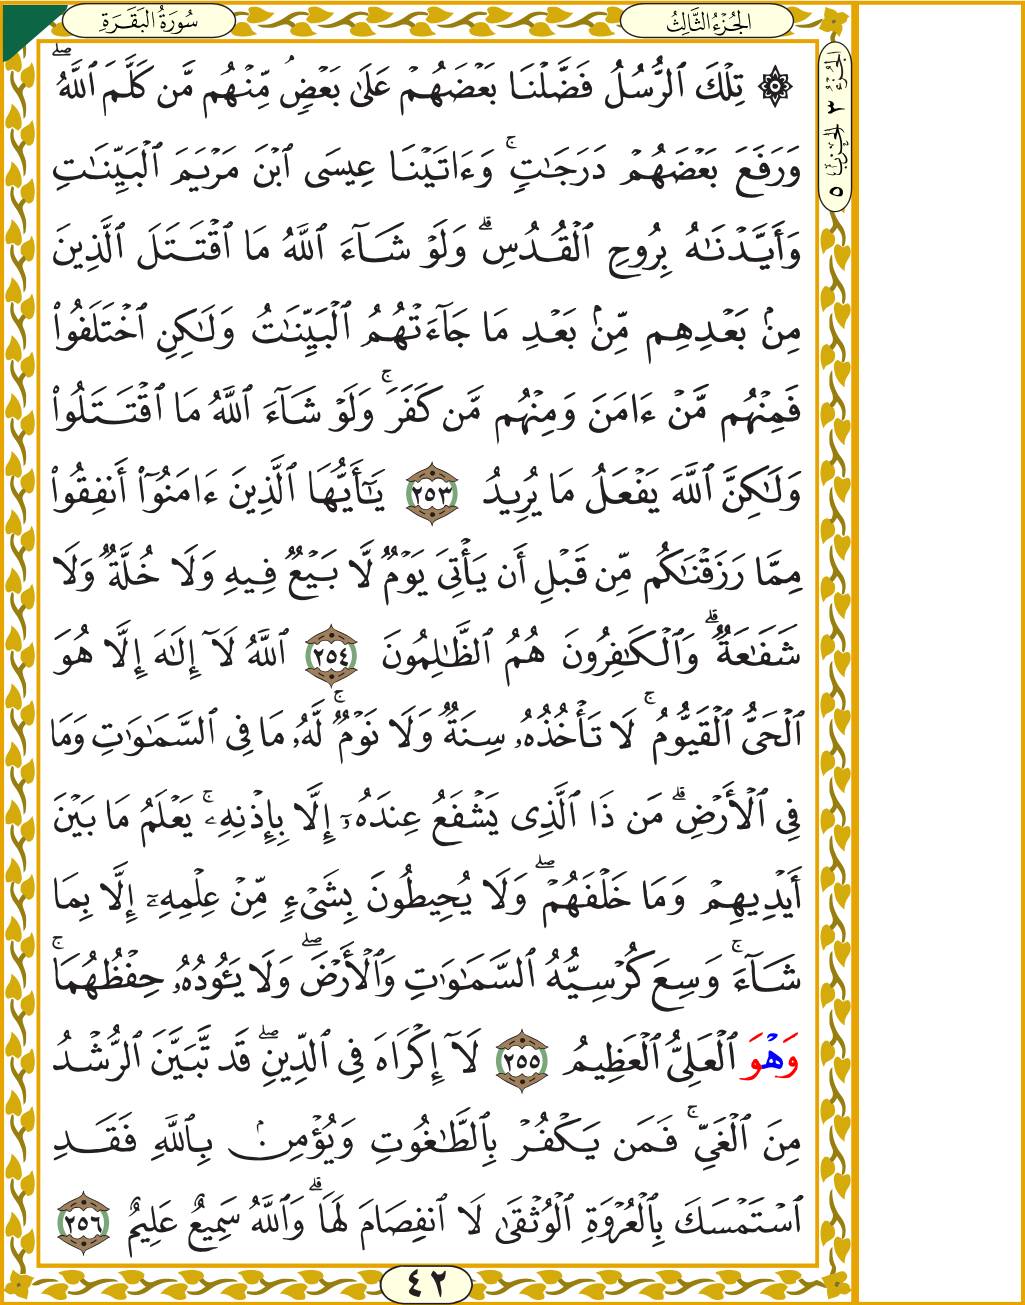 سُورَةُ البَقَرَةِ
الجُزْءُ الثَّالِثُ
الجزء ٣ الحزب ٥
۞ تِلْكَ ٱلرُّسُلُ فَضَّلْنَا بَعْضَهُمْ عَلَىٰ بَعْضٍۘ مِّنْهُم مَّن كَلَّمَ ٱللَّهُۖ
وَرَفَعَ بَعْضَهُمْ دَرَجَٰتٍۚ وَءَاتَيْنَا عِيسَى ٱبْنَ مَرْيَمَ ٱلْبَيِّنَٰتِ
وَأَيَّدْنَٰهُ بِرُوحِ ٱلْقُدُسِۗ وَلَوْ شَآءَ ٱللَّهُ مَا ٱقْتَتَلَ ٱلَّذِينَ
مِنۢ بَعْدِهِم مِّنۢ بَعْدِ مَا جَآءَتْهُمُ ٱلْبَيِّنَٰتُ وَلَٰكِنِ ٱخْتَلَفُوا۟
فَمِنْهُم مَّنْ ءَامَنَ وَمِنْهُم مَّن كَفَرَۚ وَلَوْ شَآءَ ٱللَّهُ مَا ٱقْتَتَلُوا۟
وَلَٰكِنَّ ٱللَّهَ يَفْعَلُ مَا يُرِيدُ ٢٥٣ يَٰٓأَيُّهَا ٱلَّذِينَ ءَامَنُوٓا۟ أَنفِقُوا۟
مِمَّا رَزَقْنَٰكُم مِّن قَبْلِ أَن يَأْتِىَ يَوْمٌ لَّا بَيْعٌ فِيهِ وَلَا خُلَّةٌ وَلَا
شَفَٰعَةٌۗ وَٱلْكَٰفِرُونَ هُمُ ٱلظَّٰلِمُونَ ٢٥٤ ٱللَّهُ لَآ إِلَٰهَ إِلَّا هُوَ
ٱلْحَىُّ ٱلْقَيُّومُۚ لَا تَأْخُذُهُۥ سِنَةٌ وَلَا نَوْمٌۚ لَّهُۥ مَا فِى ٱلسَّمَٰوَٰتِ وَمَا
فِى ٱلْأَرْضِۗ مَن ذَا ٱلَّذِى يَشْفَعُ عِندَهُۥٓ إِلَّا بِإِذْنِهِۦۚ يَعْلَمُ مَا بَيْنَ
أَيْدِيهِمْ وَمَا خَلْفَهُمْۖ وَلَا يُحِيطُونَ بِشَىْءٍ مِّنْ عِلْمِهِۦٓ إِلَّا بِمَا
شَآءَۚ وَسِعَ كُرْسِيُّهُ ٱلسَّمَٰوَٰتِ وَٱلْأَرْضَۖ وَلَا يَـُٔودُهُۥ حِفْظُهُمَاۚ
وَهْوَ ٱلْعَلِىُّ ٱلْعَظِيمُ ٢٥٥ لَآ إِكْرَاهَ فِى ٱلدِّينِۖ قَد تَّبَيَّنَ ٱلرُّشْدُ
مِنَ ٱلْغَىِّۚ فَمَن يَكْفُرْ بِٱلطَّٰغُوتِ وَيُؤْمِنۢ بِٱللَّهِ فَقَدِ
ٱسْتَمْسَكَ بِٱلْعُرْوَةِ ٱلْوُثْقَىٰ لَا ٱنفِصَامَ لَهَاۗ وَٱللَّهُ سَمِيعٌ عَلِيمٌ ٢٥٦
٤٢